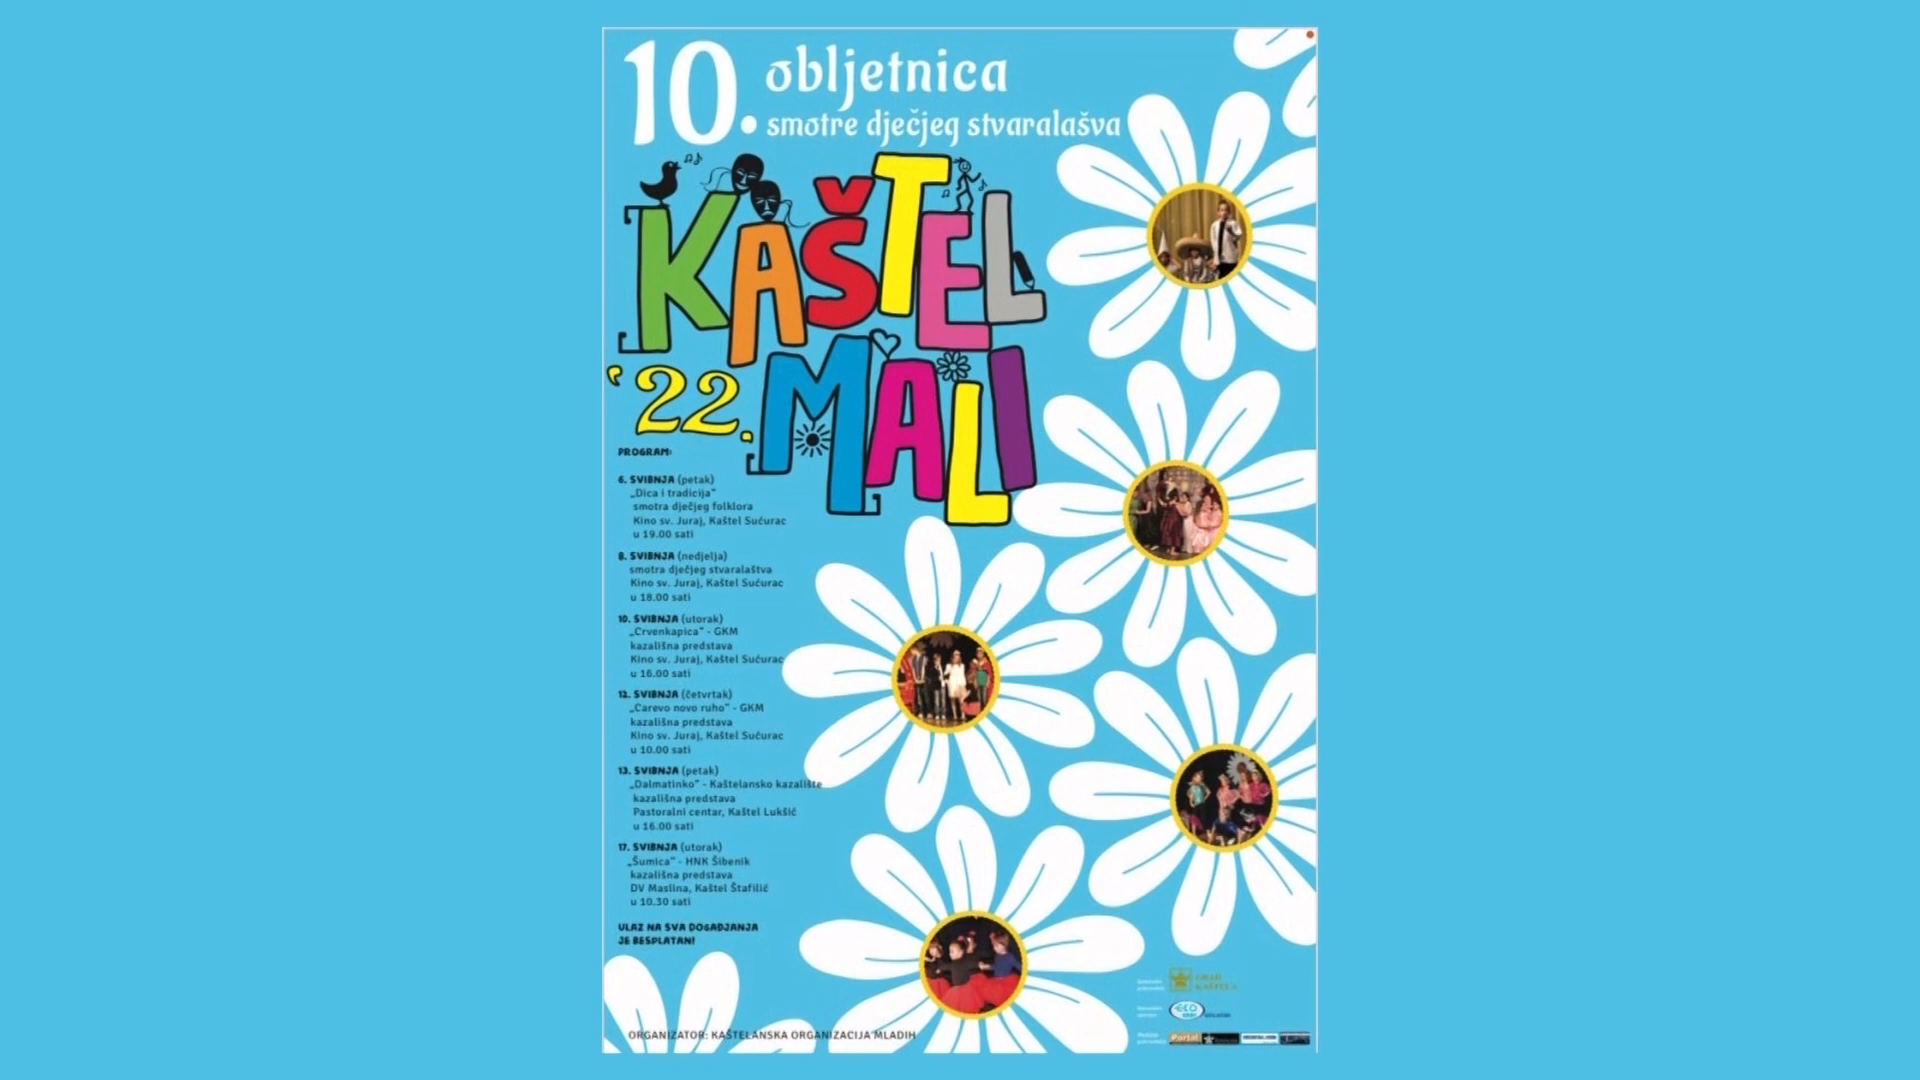 10. obljetnica
smotre dječjeg stvaralašva
KAŠTEL
MALI
'22.
PROGRAM:
6. SVIBNJA (petak)
„Dica i tradicija"
smotra dječjeg folklora
Kino sv. Juraj, Kaštel Sućurac
u 19.00 sati
8. SVIBNJA (nedjelja)
smotra dječjeg stvaralaštva
Kino sv. Juraj, Kaštel Sućurac
u 18.00 sati
10. SVIBNJA (utorak)
„Crvenkapica" - GKM
kazališna predstava
Kino sv. Juraj, Kaštel Sućurac
u 16.00 sati
12. SVIBNJA (četvrtak)
„Carevo novo ruho" - GKM
kazališna predstava
Kino sv. Juraj, Kaštel Sućurac
u 10.00 sati
13. SVIBNJA (petak)
„Dalmatinko" - Kaštelansko kazalište
kazališna predstava
Pastoralni centar, Kaštel Lukšić
u 16.00 sati
17. SVIBNJA (utorak)
„Šumica" - HNK Šibenik
kazališna predstava
DV Maslina, Kaštel Štafilić
u 10.30 sati
ULAZ NA SVA DOGAĐJANJA
JE BESPLATAN!
GRAD
KAŠTELA
eko
Portal
ORGANIZATOR: KAŠTELANSKA ORGANIZACIJA MLADIH